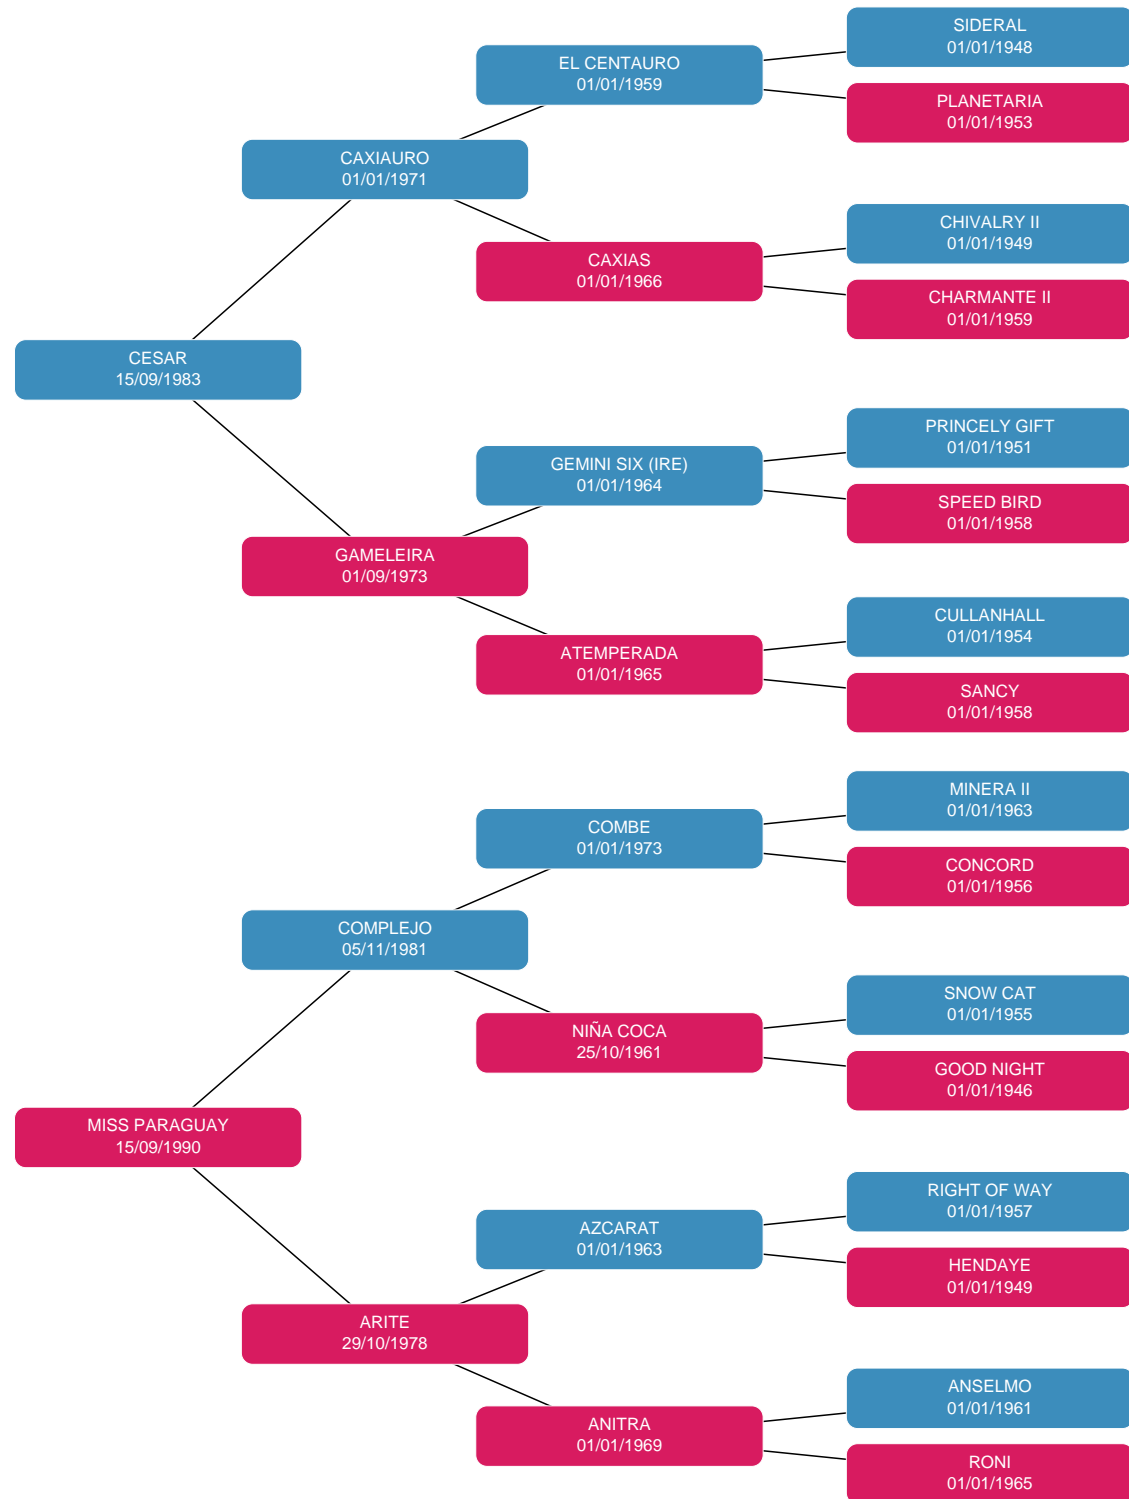 SIDERAL
01/01/1948
EL CENTAURO
01/01/1959
PLANETARIA
01/01/1953
CAXIAURO
01/01/1971
CHIVALRY II
01/01/1949
CAXIAS
01/01/1966
CHARMANTE II
01/01/1959
CESAR
15/09/1983
PRINCELY GIFT
01/01/1951
GEMINI SIX (IRE)
01/01/1964
SPEED BIRD
01/01/1958
GAMELEIRA
01/09/1973
CULLANHALL
01/01/1954
ATEMPERADA
01/01/1965
SANCY
01/01/1958
MINERA II
01/01/1963
COMBE
01/01/1973
CONCORD
01/01/1956
COMPLEJO
05/11/1981
SNOW CAT
01/01/1955
NIÑA COCA
25/10/1961
GOOD NIGHT
01/01/1946
MISS PARAGUAY
15/09/1990
RIGHT OF WAY
01/01/1957
AZCARAT
01/01/1963
HENDAYE
01/01/1949
ARITE
29/10/1978
ANSELMO
01/01/1961
ANITRA
01/01/1969
RONI
01/01/1965